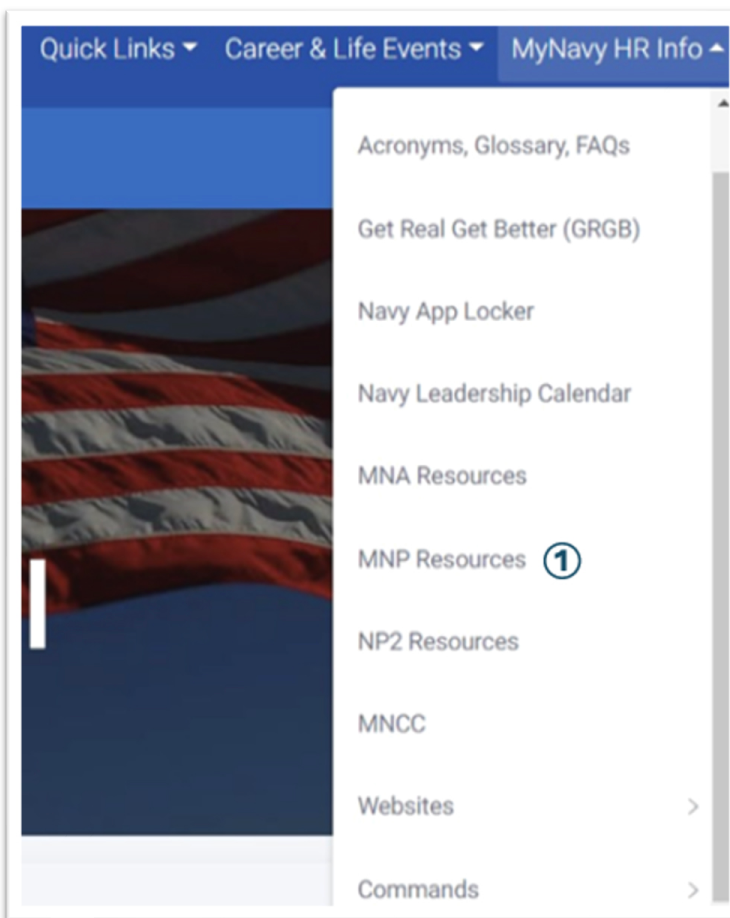 Quick Links Career & Life Events MyNavy HR Info
Acronyms, Glossary, FAQs
Get Real Get Better (GRGB)
Navy App Locker
Navy Leadership Calendar
MNA Resources
MNP Resources 1
NP2 Resources
MNCC
Websites
Commands